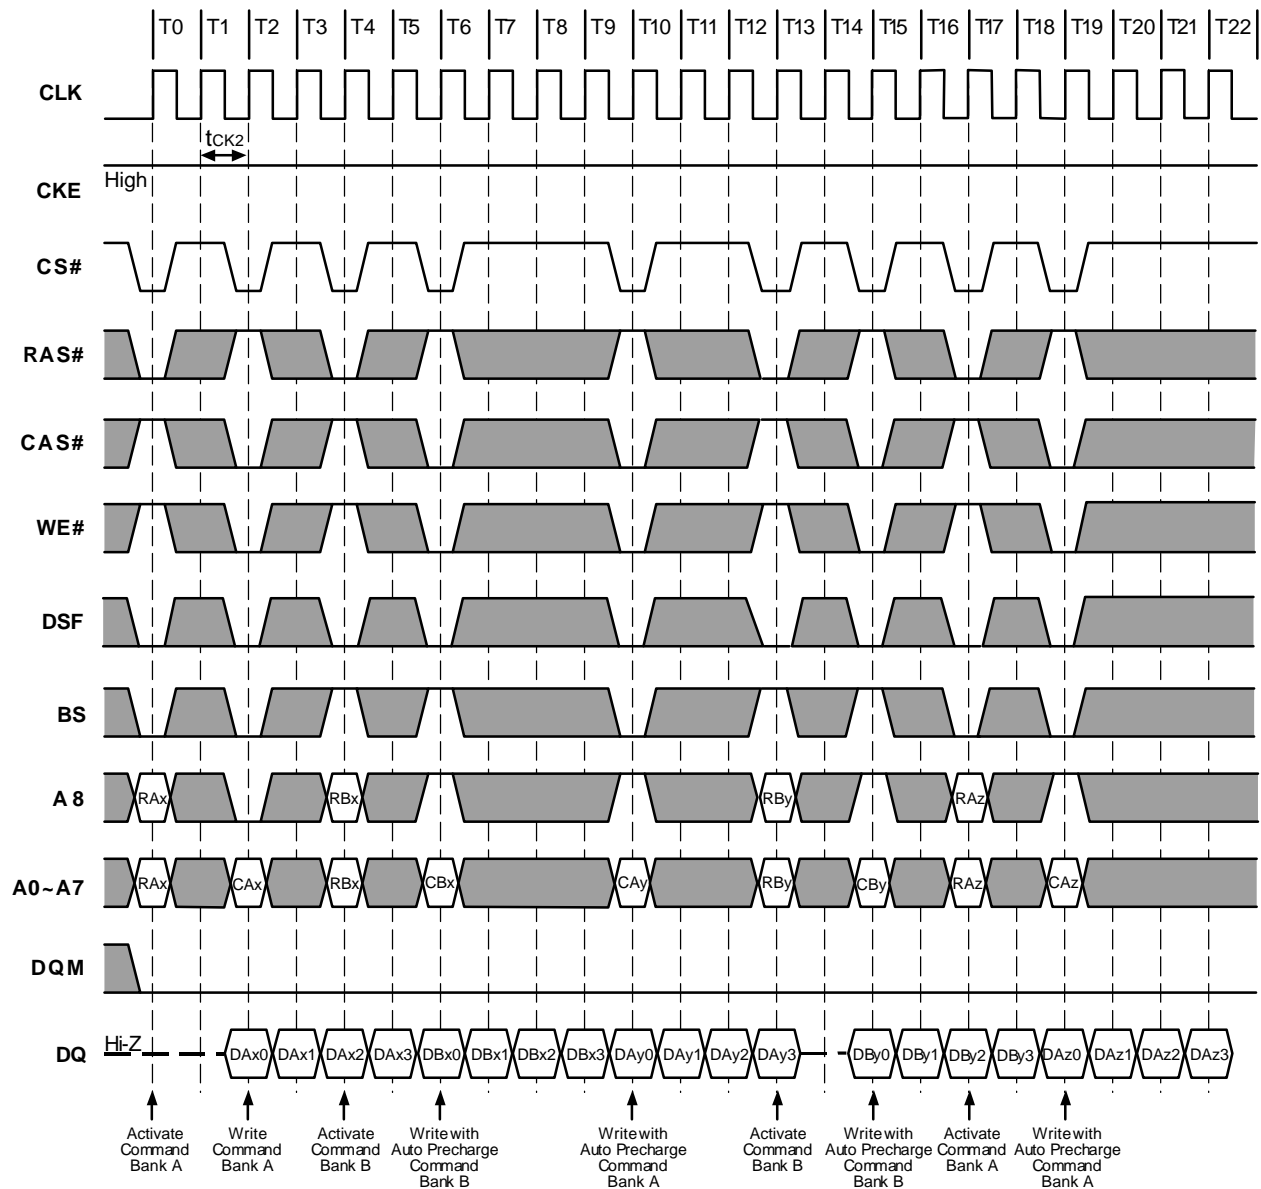 T0 T1 T2 T3 T4 T5 T6 T7 T8 T9 T10 T11 T12 T13 T14 T15 T16 T17 T18 T19 T20 T21 T22
CLK
tCK2
High
CKE
CS#
RAS#
CAS#
WE#
DSF
BS
A8
RAx RBx RBy RAz
A0~A7
RAx CAx RBx CBx CAy RBy CBy RAz CAz
DQM
DQ
Hi-Z
DAx0 DAx1 DAx2 DAx3 DBx0 DBx1 DBx2 DBx3 DAy0 DAy1 DAy2 DAy3 DBy0 DBy1 DBy2 DBy3 DAz0 DAz1 DAz2 DAz3
Activate
Command
Bank A
Write
Command
Bank A
Activate
Command
Bank B
Write with
Auto Precharge
Command
Bank B
Write with
Auto Precharge
Command
Bank A
Activate
Command
Bank B
Write with
Auto Precharge
Command
Bank B
Activate
Command
Bank A
Write with
Auto Precharge
Command
Bank A